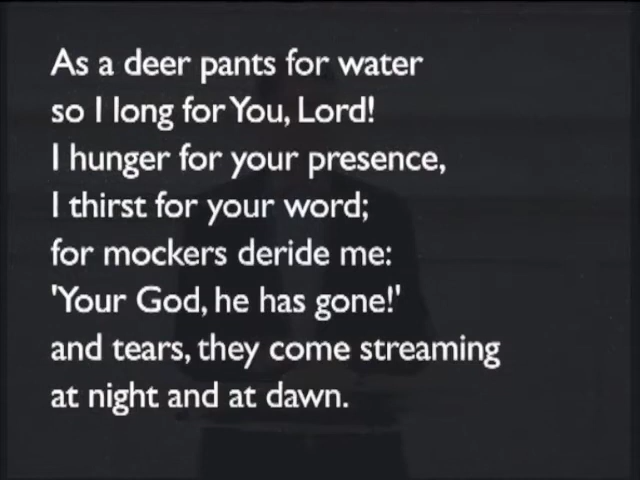 As a deer pants for water
so I long for You, Lord!
I hunger for your presence,
I thirst for your word;
for mockers deride me:
'Your God, he has gone!'
and tears, they come streaming
at night and at dawn.